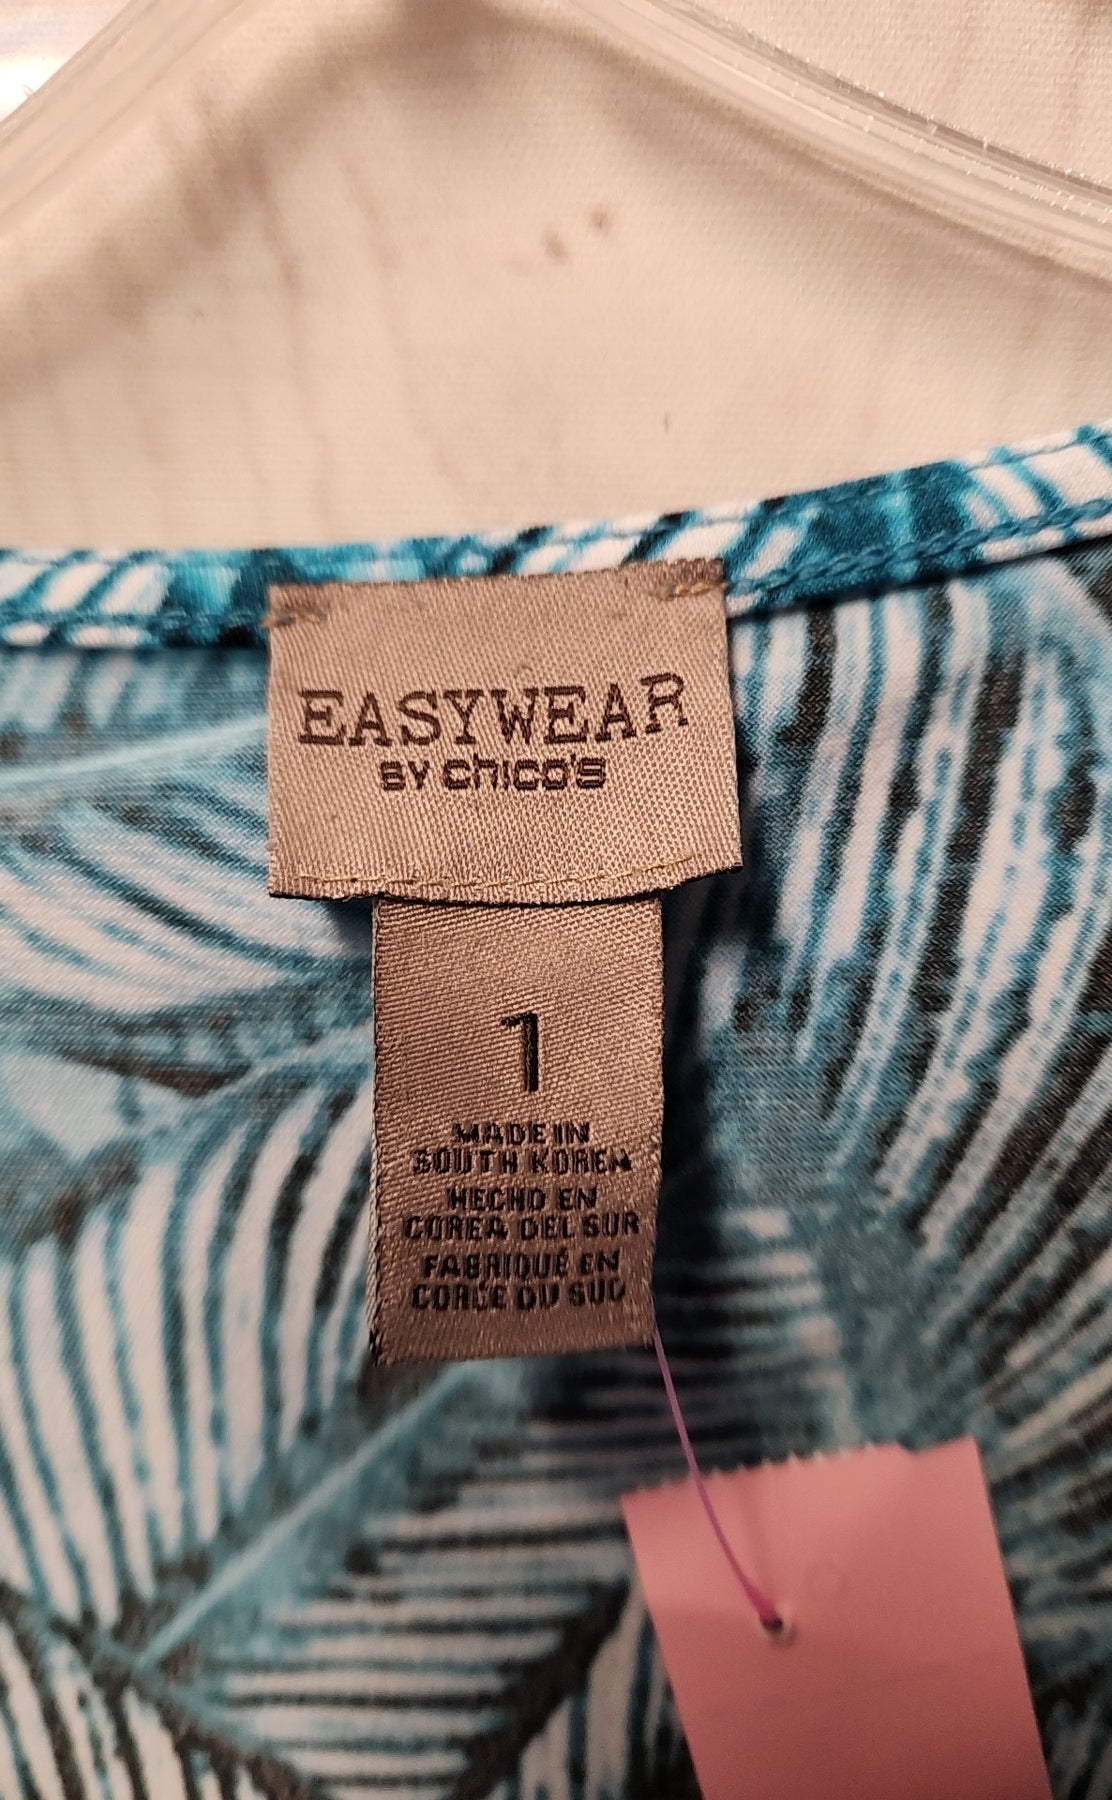 EASYWEAR
BY chico's
1
MADE IN
SOUTH KOREA
HECHO EN
COREA DEL SUR
FABRIQUÉ EN
CORÉE DU SUD